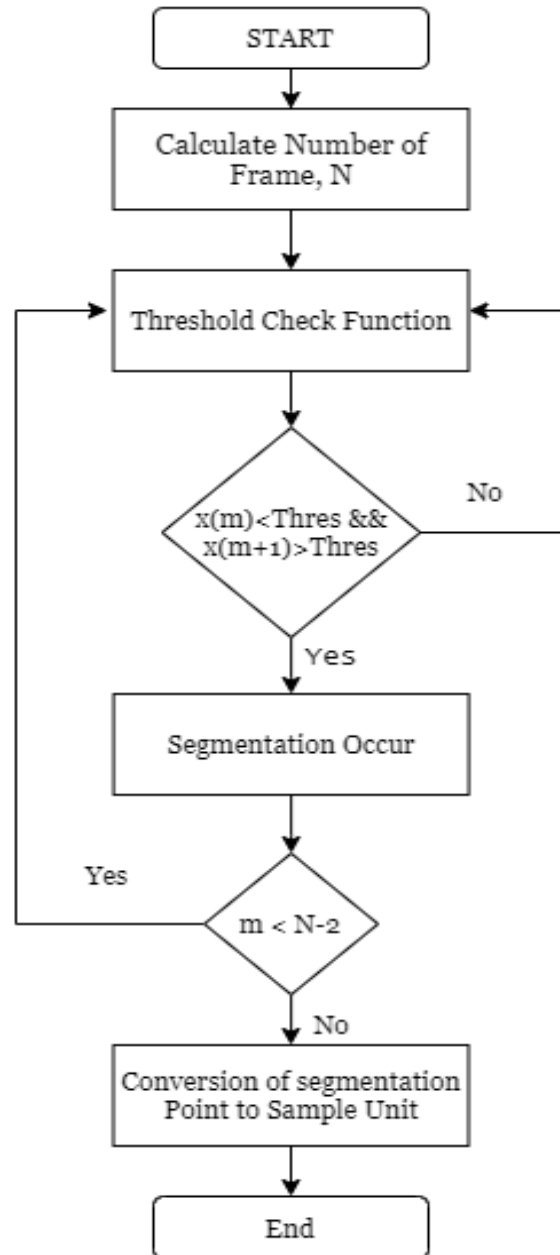 START
Calculate Number of
Frame, N
Threshold Check Function
x(m)<Thres &&
x(m+1)>Thres
No
Yes
Segmentation Occur
Yes
m < N-2
No
Conversion of segmentation
Point to Sample Unit
End